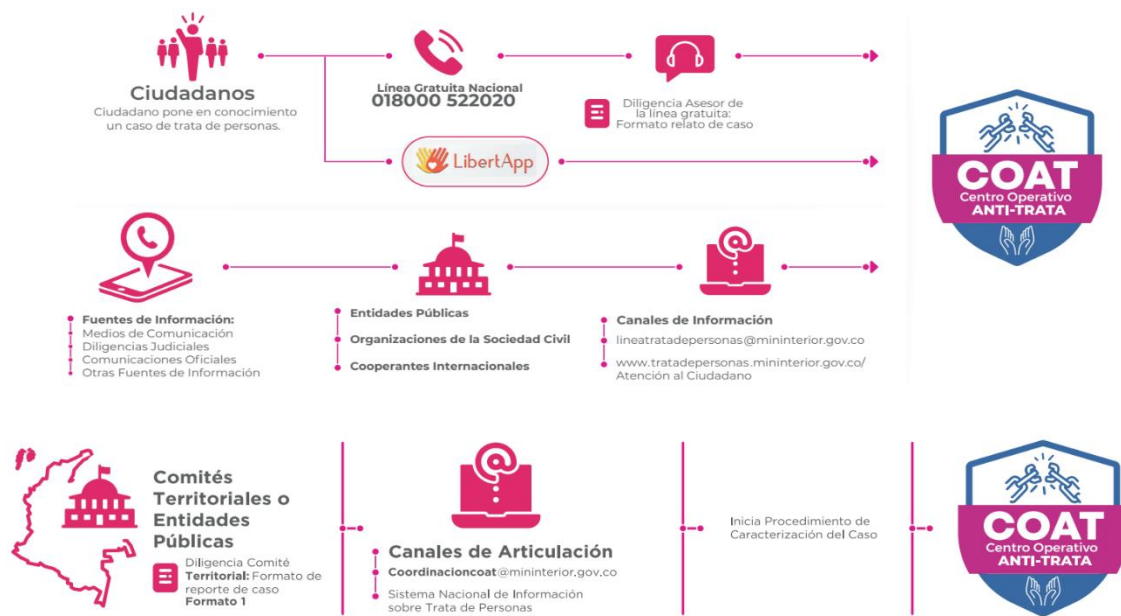 Ciudadanos
Ciudadano pone en conocimiento
un caso de trata de personas.
Línea Gratuita Nacional
018000 522020
Diligencia Asesor de
la línea gratuita:
Formato relato de caso
LibertApp
COAT
Centro Operativo
ANTI-TRATA
Fuentes de Información:
Medios de Comunicación
Diligencias Judiciales
Comunicaciones Oficiales
Otras Fuentes de Información
Entidades Públicas
Organizaciones de la Sociedad Civil
Cooperantes Internacionales
Canales de Información
lineatratadepersonas@mininterior.gov.co
www.tratadepersonas.mininterior.gov.co/
Atención al Ciudadano
Comités
Territoriales o
Entidades
Públicas
Diligencia Comité
Territorial: Formato de
reporte de caso
Formato 1
Canales de Articulación
Coordinacioncoat@mininterior.gov.co
Sistema Nacional de Información
sobre Trata de Personas
Inicia Procedimiento de
Caracterización del Caso
COAT
Centro Operativo
ANTI-TRATA